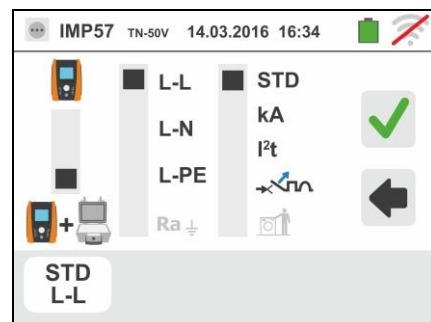 IMP57 TN-50V 14.03.2016 16:34
L-L STD
L-N kA
I²t
L-PE
+
Ra
STD
L-L